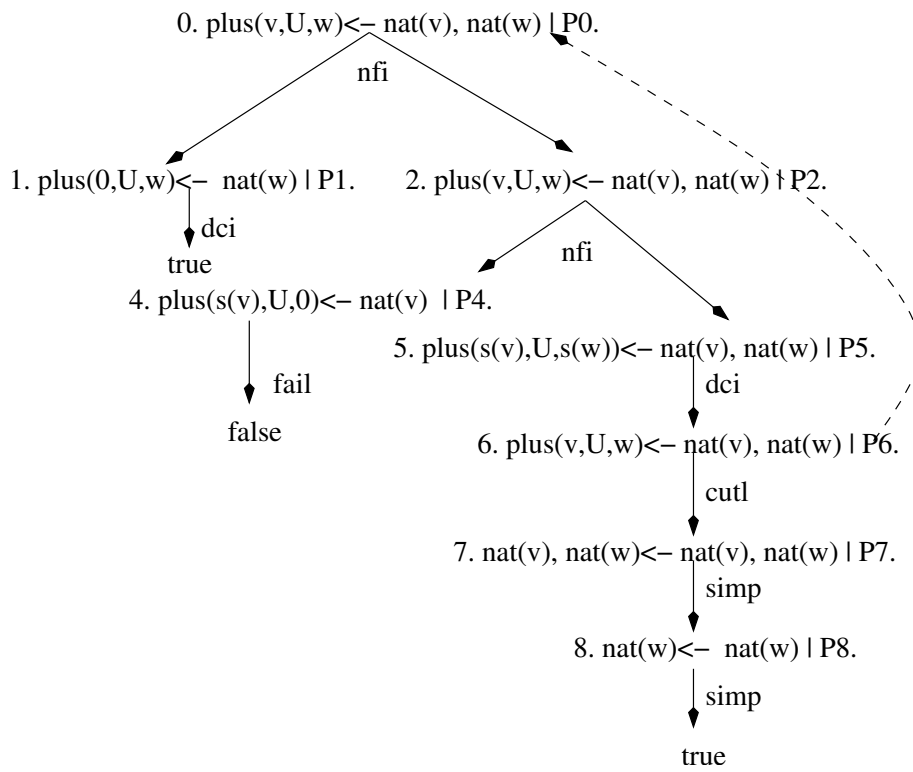 0. plus(v,U,w)<– nat(v), nat(w) | P0.
nfi
1. plus(0,U,w)<– nat(w) | P1.
2. plus(v,U,w)<– nat(v), nat(w) | P2.
dci
true
nfi
4. plus(s(v),U,0)<– nat(v) | P4.
5. plus(s(v),U,s(w))<– nat(v), nat(w) | P5.
fail
dci
false
6. plus(v,U,w)<– nat(v), nat(w) | P6.
cutl
7. nat(v), nat(w)<– nat(v), nat(w) | P7.
simp
8. nat(w)<– nat(w) | P8.
simp
true